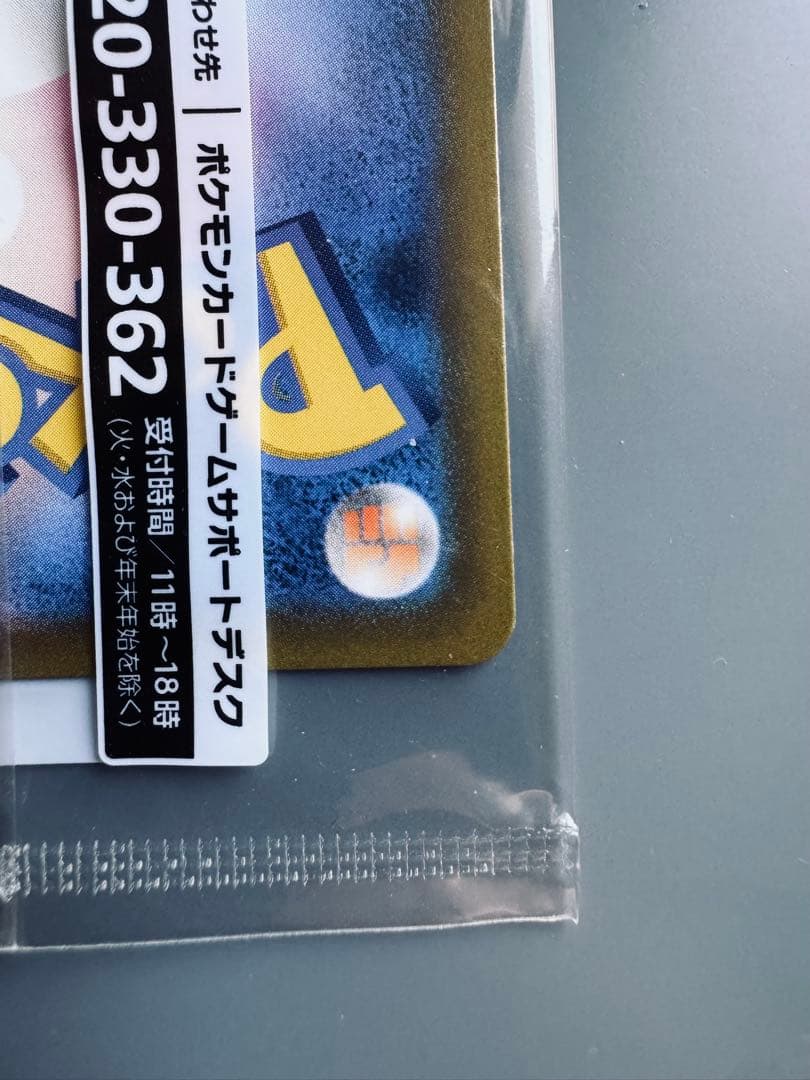 わせ先 | ポケモンカードゲームサポートデスク
20-330-362 受付時間/11時~18時
(火・水および年末年始を除く)
P